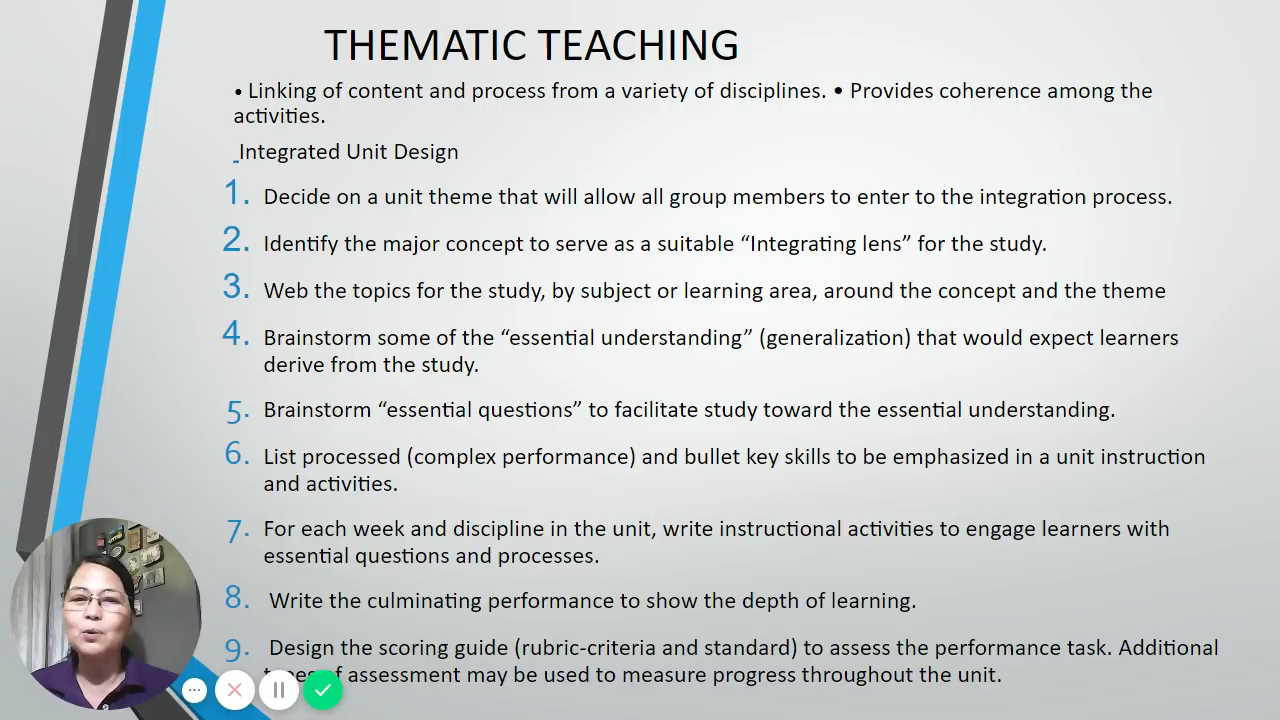 THEMATIC TEACHING
• Linking of content and process from a variety of disciplines. • Provides coherence among the
activities.
Integrated Unit Design
1. Decide on a unit theme that will allow all group members to enter to the integration process.
2. Identify the major concept to serve as a suitable “Integrating lens” for the study.
3. Web the topics for the study, by subject or learning area, around the concept and the theme
4. Brainstorm some of the “essential understanding” (generalization) that would expect learners
derive from the study.
5. Brainstorm “essential questions” to facilitate study toward the essential understanding.
6. List processed (complex performance) and bullet key skills to be emphasized in a unit instruction
and activities.
7. For each week and discipline in the unit, write instructional activities to engage learners with
essential questions and processes.
8. Write the culminating performance to show the depth of learning.
9. Design the scoring guide (rubric-criteria and standard) to assess the performance task. Additional
assessment may be used to measure progress throughout the unit.